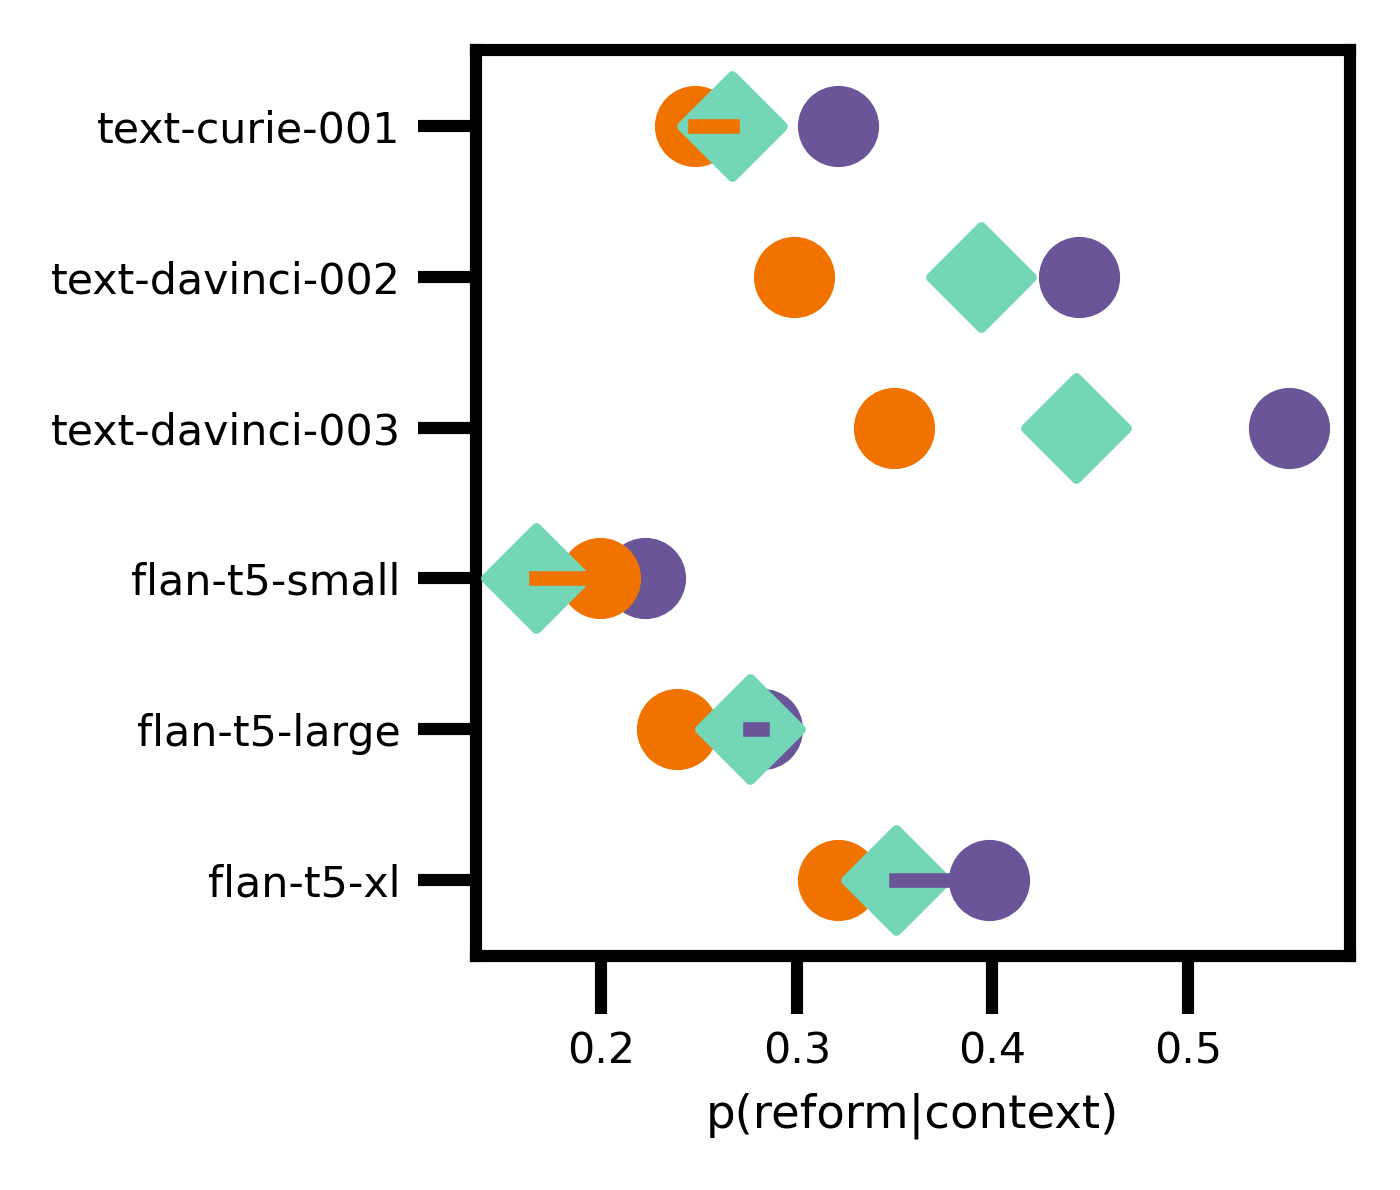 text-curie-001
text-davinci-002
text-davinci-003
flan-t5-small
flan-t5-large
flan-t5-xl
0.2 0.3 0.4 0.5
p(reform|context)